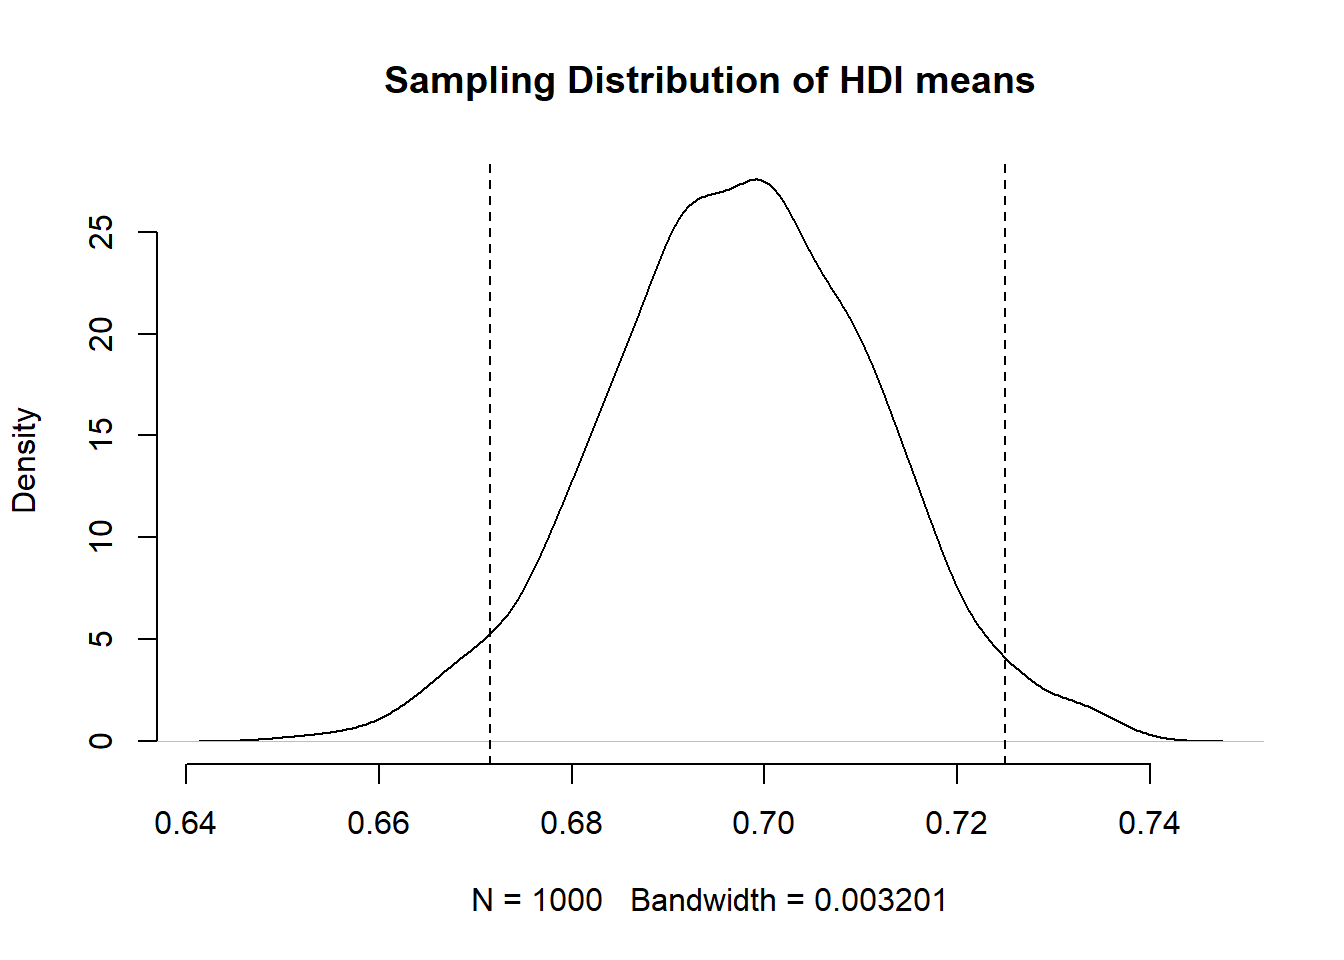 Sampling Distribution of HDI means
Density
25
20
15
10
5
0
0.64 0.66 0.68 0.70 0.72 0.74
N = 1000 Bandwidth = 0.003201